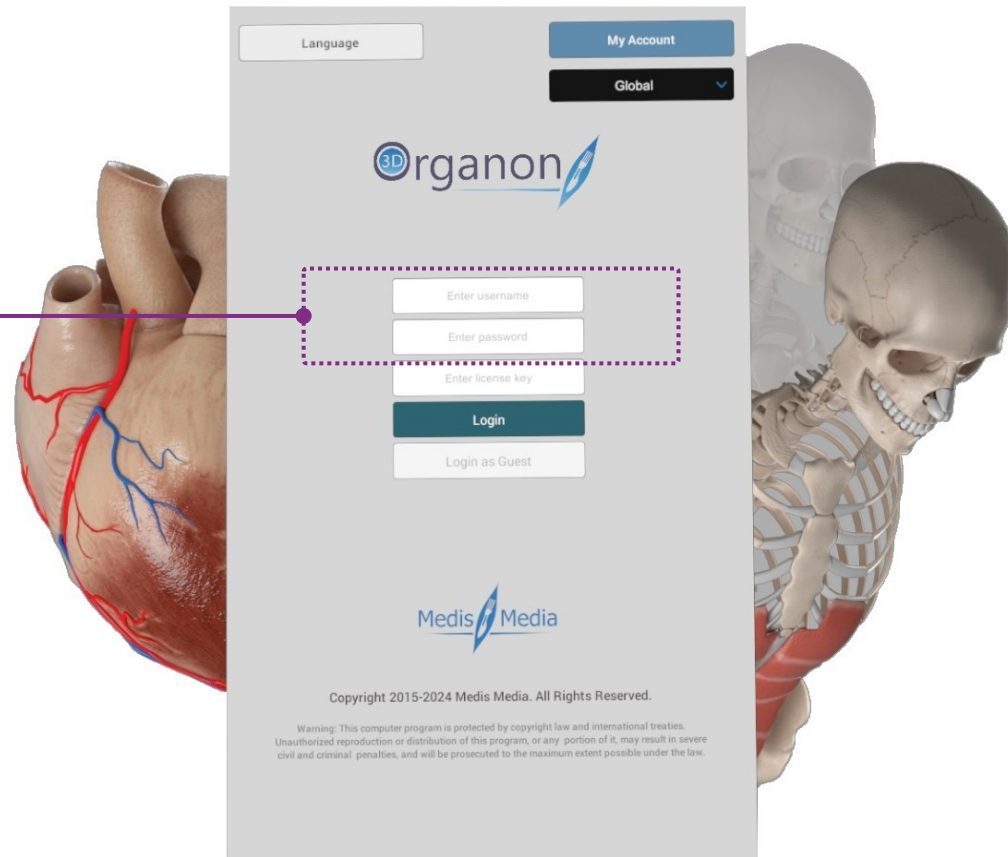 Language
My Account
Global
3D Organon
Enter username
Enter password
Enter license key
Login
Login as Guest
Medis Media
Copyright 2015-2024 Medis Media. All Rights Reserved.
Warning: This computer program is protected by copyright law and international treaties.
Unauthorized reproduction or distribution of this program, or any portion of it, may result in severe
civil and criminal penalties, and will be prosecuted to the maximum extent possible under the law.